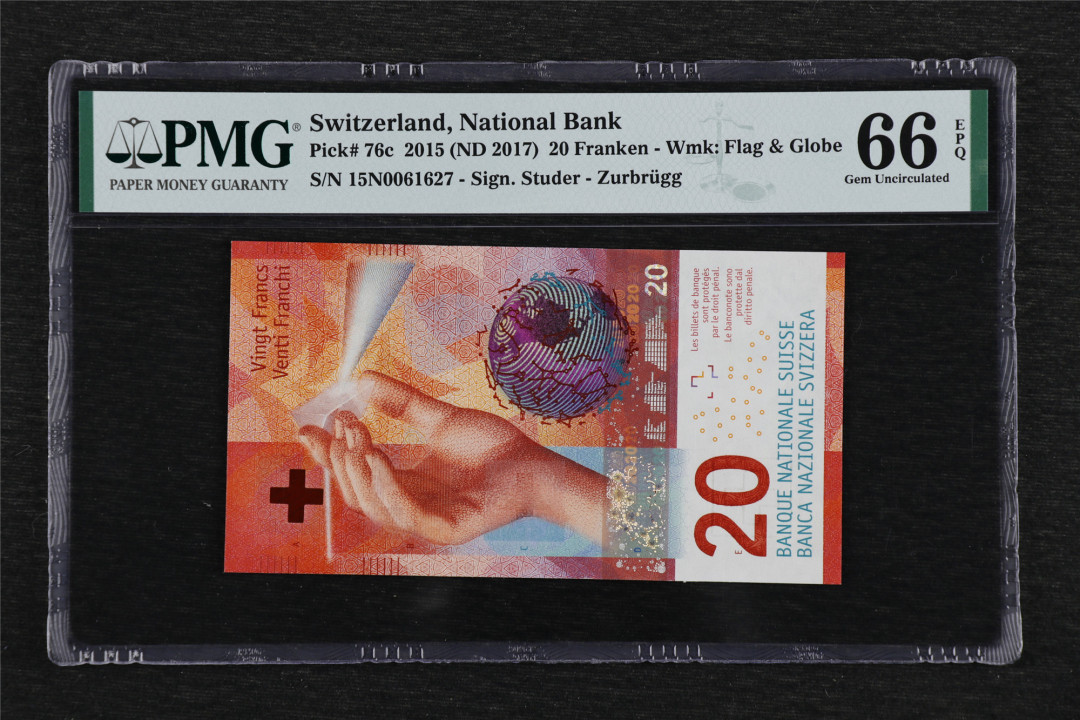 PMG®
PAPER MONEY GUARANTY
Switzerland, National Bank
Pick# 76c 2015 (ND 2017) 20 Franken - Wmk: Flag & Globe
S/N 15N0061627 - Sign. Studer - Zurbrügg
66
EPQ
Gem Uncirculated
Vingt Francs
Venti Franchi
20
2020
2020
Les billets de banque
sont protégés
par le droit pénal.
Le banconote sono
protette dal
diritto penale.
20
BANQUE NATIONALE SUISSE
BANCA NAZIONALE SVIZZERA
A
B
C
D
E